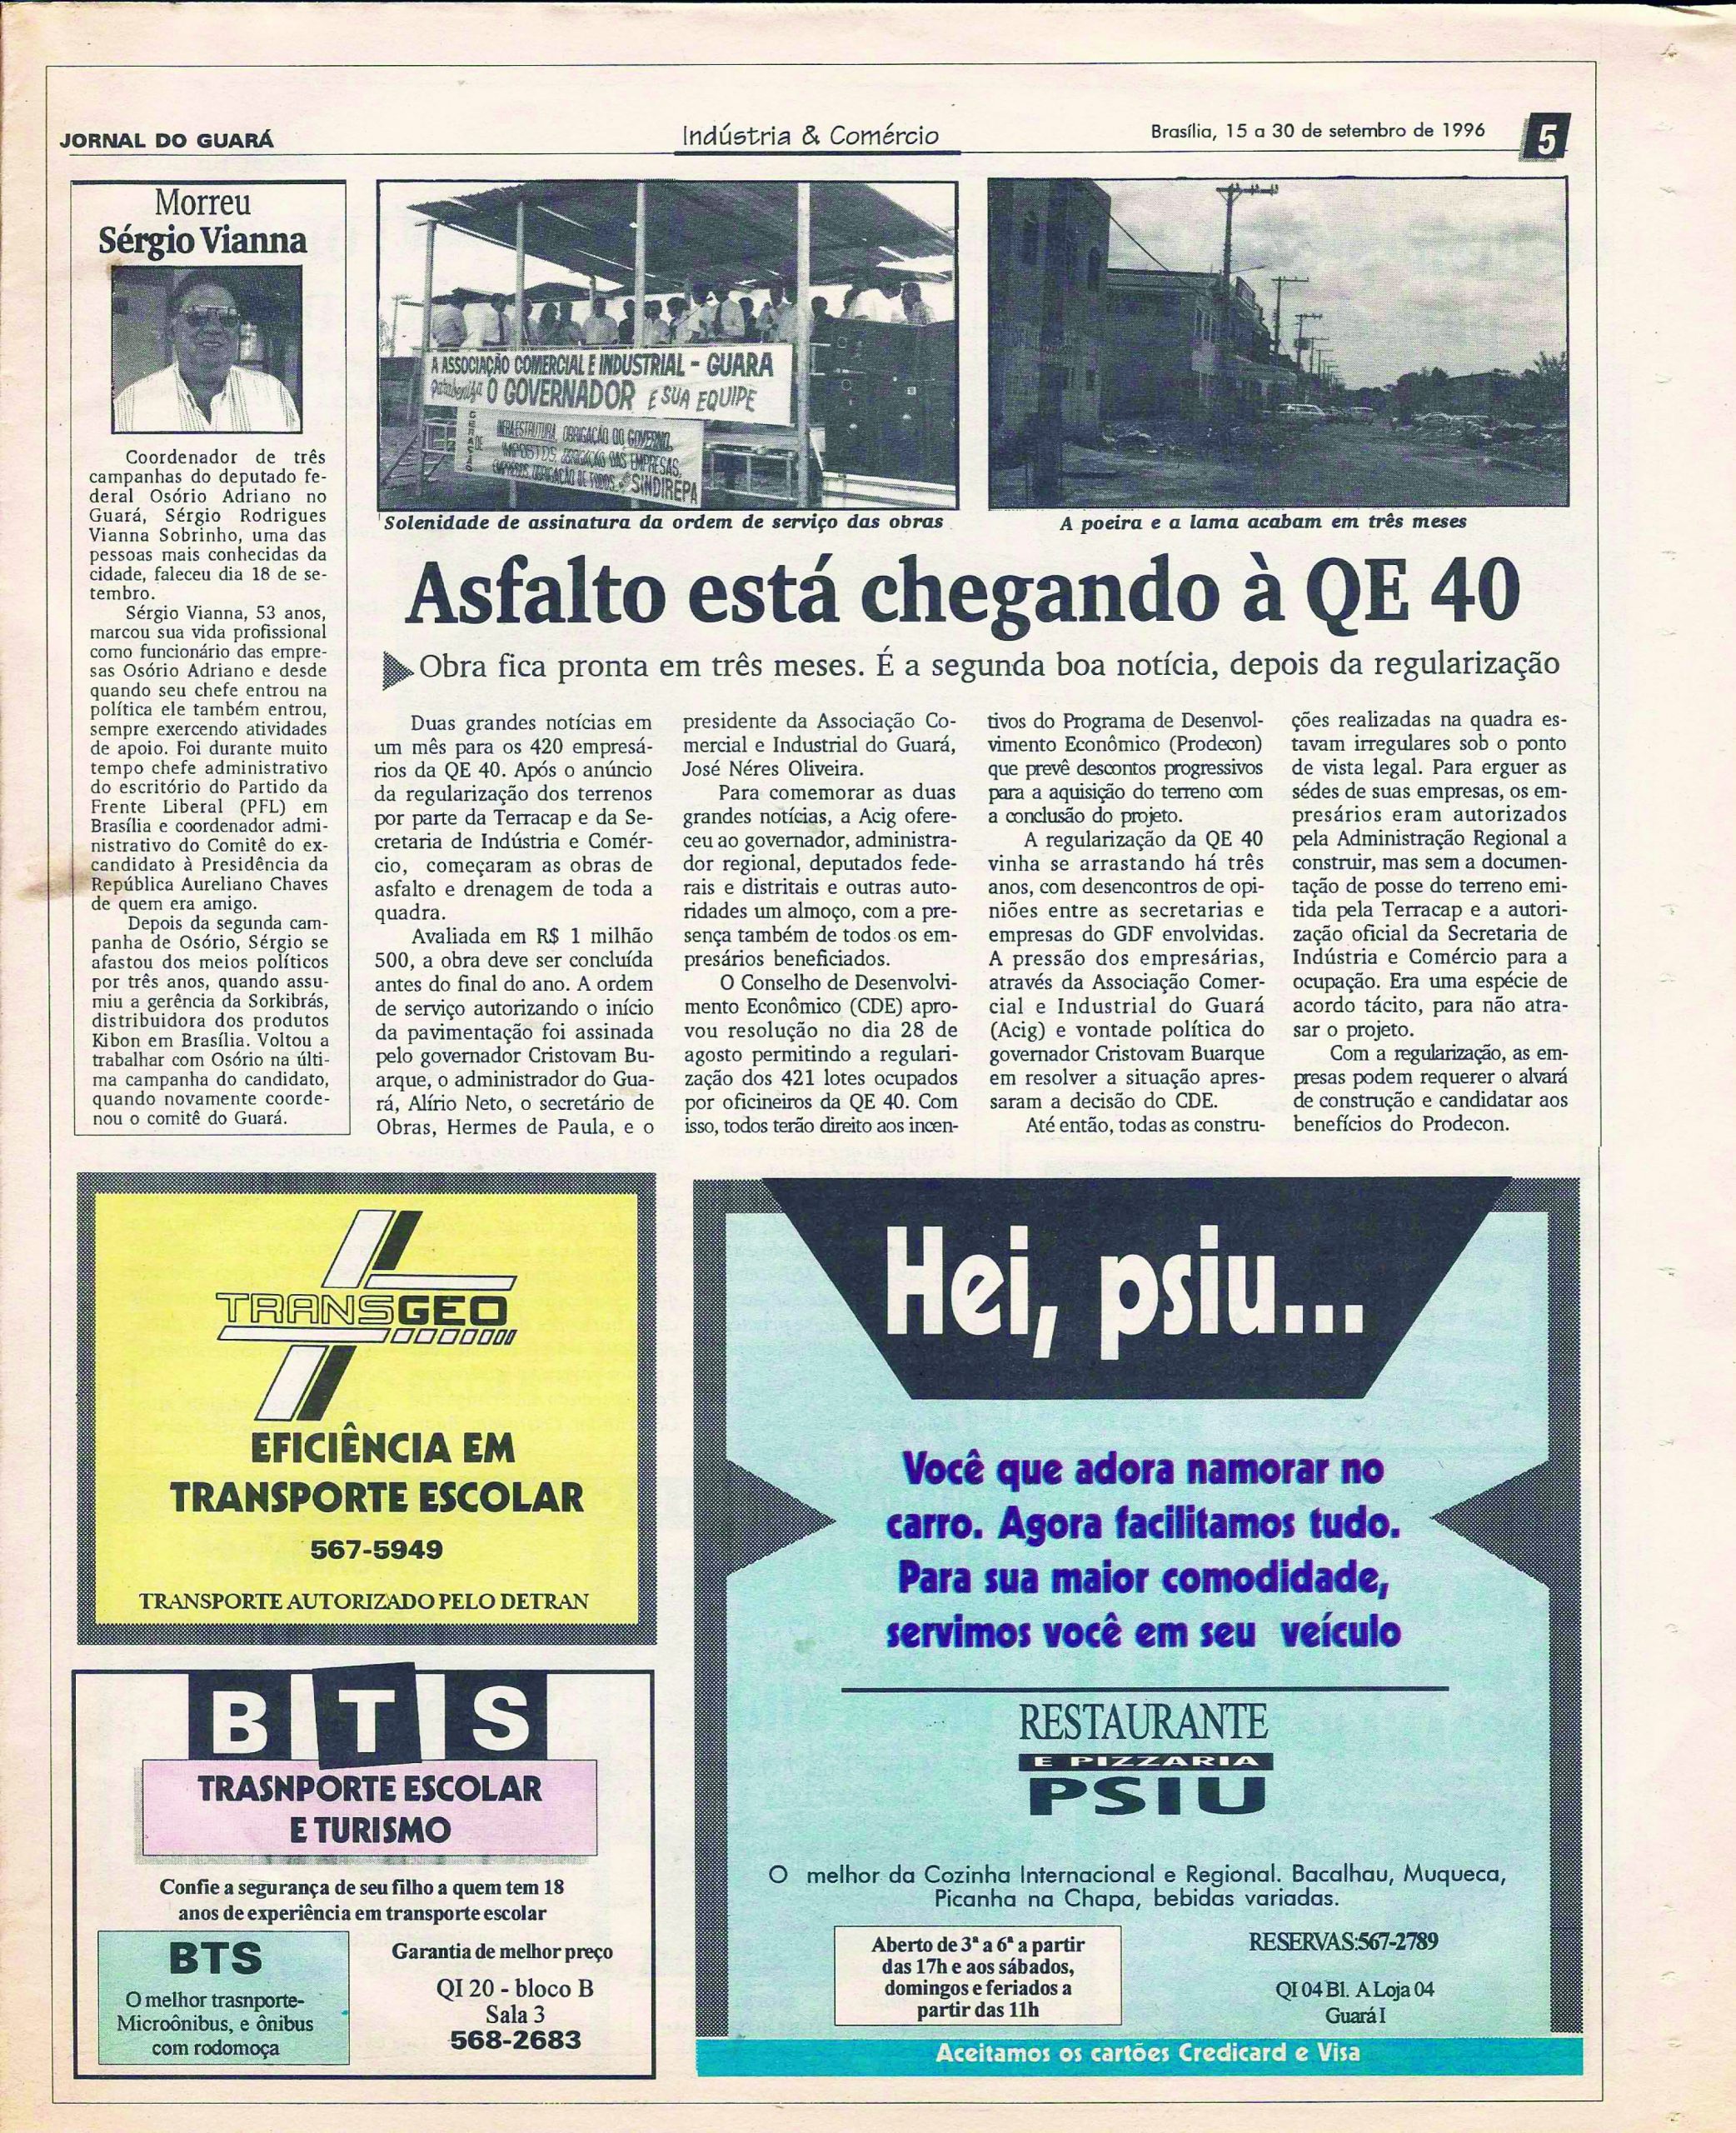 JORNAL DO GUARÁ
Indústria & Comércio
Brasília, 15 a 30 de setembro de 1996
5
Morreu
Sérgio Vianna
Coordenador de três
campanhas do deputado fe-
deral Osório Adriano no
Guará, Sérgio Rodrigues
Vianna Sobrinho, uma das
pessoas mais conhecidas da
cidade, faleceu dia 18 de se-
tembro.
Sérgio Vianna, 53 anos,
marcou sua vida profissional
como funcionário das empre-
sas Osório Adriano e desde
quando seu chefe entrou na
política ele também entrou,
sempre exercendo atividades
de apoio. Foi durante muito
tempo chefe administrativo
do escritório do Partido da
Frente Liberal (PFL) em
Brasília e coordenador admi-
nistrativo do Comitê do ex-
candidato à Presidência da
República Aureliano Chaves
de quem era amigo.
Depois da segunda cam-
panha de Osório, Sérgio se
afastou dos meios políticos
por três anos, quando assu-
miu a gerência da Sorkibrás,
distribuidora dos produtos
Kibon em Brasília. Voltou a
trabalhar com Osório na últi-
ma campanha do candidato,
quando novamente coorde-
nou o comitê do Guará.
A ASSOCIAÇÃO COMERCIAL E INDUSTRIAL - GUARA
parabeniza O GOVERNADOR E SUA EQUIPE
INFRAESTRUTURA, OBRIGAÇÃO DO GOVERNO,
IMPOSTOS, OBRIGAÇÃO DAS EMPRESAS,
EMPREGOS, OBRIGAÇÃO DE TODOS. SINDIREPA
Solenidade de assinatura da ordem de serviço das obras
A poeira e a lama acabam em três meses
Asfalto está chegando à QE 40
Obra fica pronta em três meses. É a segunda boa notícia, depois da regularização
Duas grandes notícias em
um mês para os 420 empresá-
rios da QE 40. Após o anúncio
da regularização dos terrenos
por parte da Terracap e da Se-
cretaria de Indústria e Comér-
cio, começaram as obras de
asfalto e drenagem de toda a
quadra.
Avaliada em R$ 1 milhão
500, a obra deve ser concluída
antes do final do ano. A ordem
de serviço autorizando o início
da pavimentação foi assinada
pelo governador Cristovam Bu-
arque, o administrador do Gua-
rá, Alírio Neto, o secretário de
Obras, Hermes de Paula, e o
presidente da Associação Co-
mercial e Industrial do Guará,
José Néres Oliveira.
Para comemorar as duas
grandes notícias, a Acig ofere-
ceu ao governador, administra-
dor regional, deputados fede-
rais e distritais e outras auto-
ridades um almoço, com a pre-
sença também de todos os em-
presários beneficiados.
O Conselho de Desenvolvi-
mento Econômico (CDE) apro-
vou resolução no dia 28 de
agosto permitindo a regulari-
zação dos 421 lotes ocupados
por oficineiros da QE 40. Com
isso, todos terão direito aos incen-
tivos do Programa de Desenvol-
vimento Econômico (Prodecon)
que prevê descontos progressivos
para a aquisição do terreno com
a conclusão do projeto.
A regularização da QE 40
vinha se arrastando há três
anos, com desencontros de opi-
niões entre as secretarias e
empresas do GDF envolvidas.
A pressão dos empresárias,
através da Associação Comer-
cial e Industrial do Guará
(Acig) e vontade política do
governador Cristovam Buarque
em resolver a situação apres-
saram a decisão do CDE.
Até então, todas as constru-
ções realizadas na quadra es-
tavam irregulares sob o ponto
de vista legal. Para erguer as
sédes de suas empresas, os em-
presários eram autorizados
pela Administração Regional a
construir, mas sem a documen-
tação de posse do terreno emi-
tida pela Terracap e a autori-
zação oficial da Secretaria de
Indústria e Comércio para a
ocupação. Era uma espécie de
acordo tácito, para não atra-
sar o projeto.
Com a regularização, as em-
presas podem requerer o alvará
de construção e candidatar aos
benefícios do Prodecon.
TRANSGEO
EFICIÊNCIA EM
TRANSPORTE ESCOLAR
567-5949
TRANSPORTE AUTORIZADO PELO DETRAN
BTS
TRASNPORTE ESCOLAR
E TURISMO
Confie a segurança de seu filho a quem tem 18
anos de experiência em transporte escolar
BTS
O melhor trasnporte-
Microônibus, e ônibus
com rodomoça
Garantia de melhor preço
QI 20 - bloco B
Sala 3
568-2683
Hei, psiu...
Você que adora namorar no
carro. Agora facilitamos tudo.
Para sua maior comodidade,
servimos você em seu veículo
RESTAURANTE
E PIZZARIA
PSIU
O melhor da Cozinha Internacional e Regional. Bacalhau, Muqueca,
Picanha na Chapa, bebidas variadas.
Aberto de 3ª a 6ª a partir
das 17h e aos sábados,
domingos e feriados a
partir das 11h
RESERVAS:567-2789
QI 04 Bl. A Loja 04
Guará I
Aceitamos os cartões Credicard e Visa